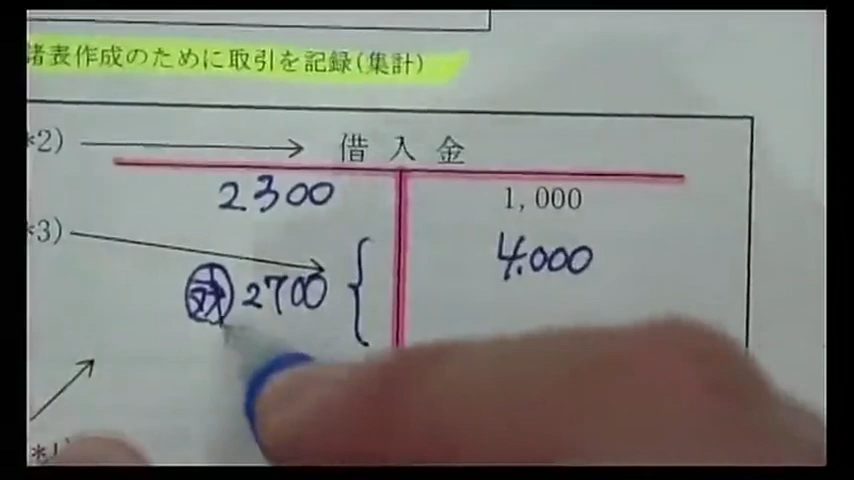 諸表作成のために取引を記録(集計)
*2) 借入金
2300 1,000
*3) 4.000
2700
*1)